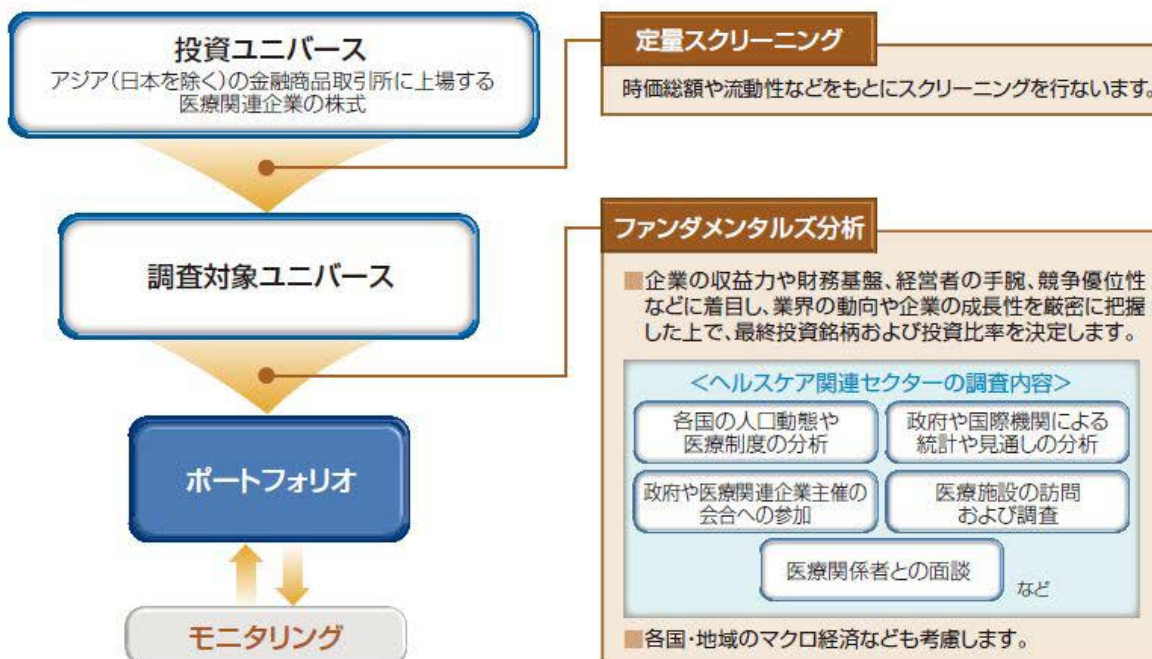 投資ユニバース
アジア(日本を除く)の金融商品取引所に上場する
医療関連企業の株式
定量スクリーニング
時価総額や流動性などをもとにスクリーニングを行ないます。
調査対象ユニバース
ファンダメンタルズ分析
■企業の収益力や財務基盤、経営者の手腕、競争優位性
などに着目し、業界の動向や企業の成長性を厳密に把握
した上で、最終投資銘柄および投資比率を決定します。
<ヘルスケア関連セクターの調査内容>
各国の人口動態や
医療制度の分析
政府や国際機関による
統計や見通しの分析
政府や医療関連企業主催の
会合への参加
医療施設の訪問
および調査
医療関係者との面談
など
■各国・地域のマクロ経済なども考慮します。
ポートフォリオ
モニタリング